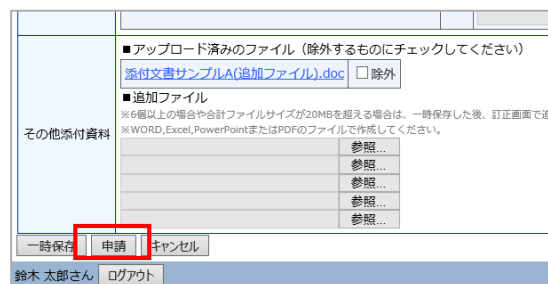 ■アップロード済みのファイル（除外するものにチェックしてください）
添付文書サンプルA(追加ファイル).doc
除外
■追加ファイル
※6個以上の場合や合計ファイルサイズが20MBを超える場合は、一時保存した後、訂正画面で追
※WORD,Excel,PowerPointまたはPDFのファイルで作成してください。
その他添付資料
参照...
参照...
参照...
参照...
参照...
一時保存 申請 キャンセル
鈴木 太郎さん ログアウト